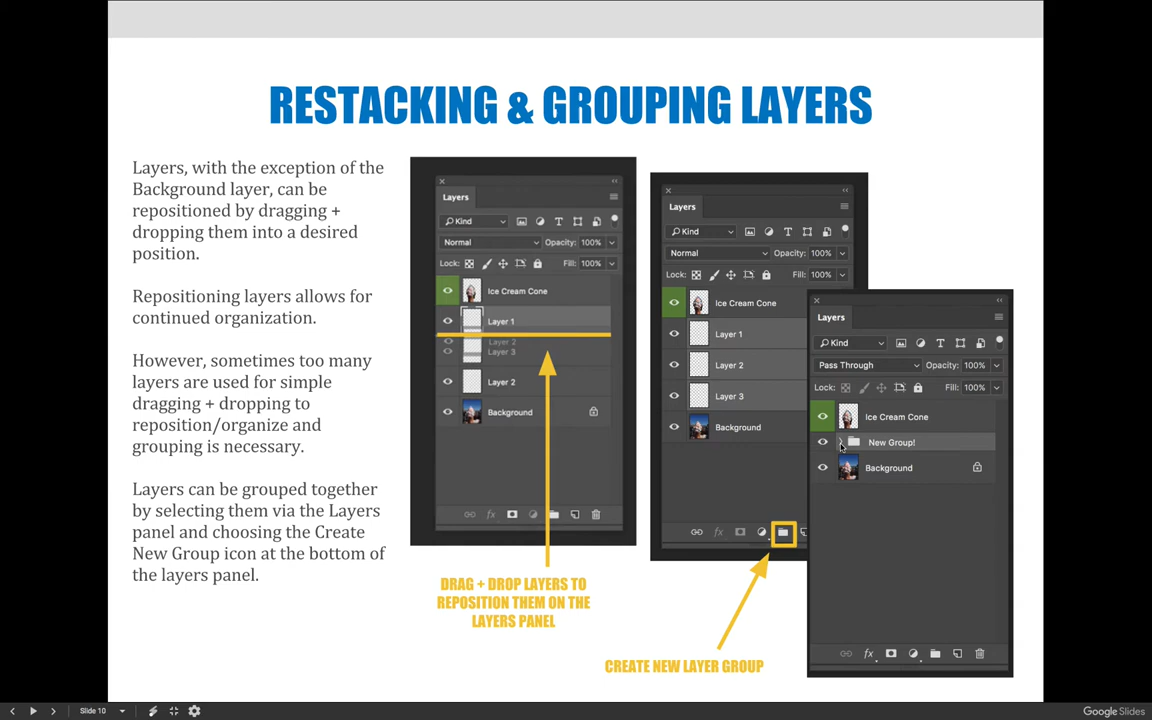 RESTACKING & GROUPING LAYERS
Layers, with the exception of the
Background layer, can be
repositioned by dragging +
dropping them into a desired
position.
Repositioning layers allows for
continued organization.
However, sometimes too many
layers are used for simple
dragging + dropping to
reposition/organize and
grouping is necessary.
Layers can be grouped together
by selecting them via the Layers
panel and choosing the Create
New Group icon at the bottom of
the layers panel.
Layers
Kind
Normal Opacity: 100%
Lock: Fill: 100%
Ice Cream Cone
Layer 1
Layer 2
Layer 3
Layer 2
Background
fx
DRAG + DROP LAYERS TO
REPOSITION THEM ON THE
LAYERS PANEL
Layers
Kind
Normal Opacity: 100%
Lock: Fill: 100%
Ice Cream Cone
Layer 1
Layer 2
Layer 3
Background
fx
CREATE NEW LAYER GROUP
Layers
Kind
Pass Through Opacity: 100%
Lock: Fill: 100%
Ice Cream Cone
New Group!
Background
fx
Slide 10
Google Slides